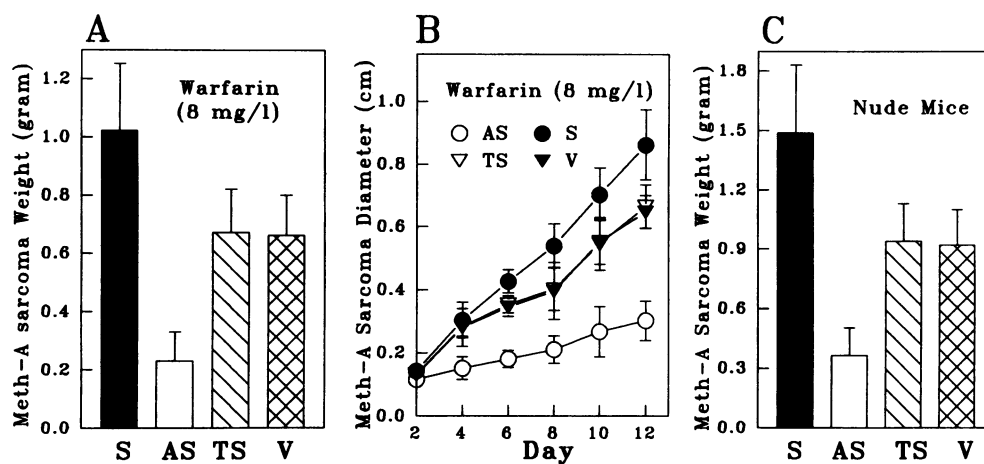 A
Meth-A sarcoma Weight (gram)
1.2
1.0
0.8
0.6
0.4
0.2
0.0
Warfarin
(8 mg/l)
S AS TS V
B
Meth-A Sarcoma Diameter (cm)
1.0
0.8
0.6
0.4
0.2
0.0
Warfarin (8 mg/l)
AS S
TS V
2 4 6 8 10 12
Day
C
Meth-A Sarcoma Weight (gram)
1.8
1.5
1.2
0.9
0.6
0.3
0.0
Nude Mice
S AS TS V